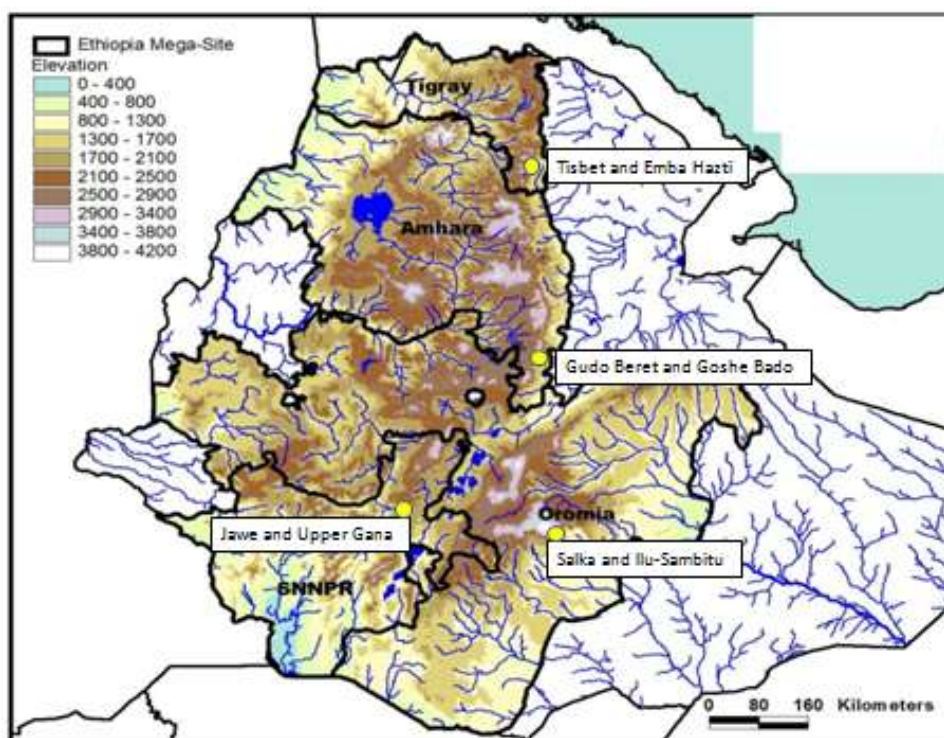 Ethiopia Mega-Site
Elevation
0 - 400
400 - 800
800 - 1300
1300 - 1700
1700 - 2100
2100 - 2500
2500 - 2900
2900 - 3400
3400 - 3800
3800 - 4200
Tigray
Tisbet and Emba Hazti
Amhara
Gudo Beret and Goshe Bado
Jawe and Upper Gana
Oromia
Salka and Ilu-Sambitu
SNNPR
0 80 160 Kilometers